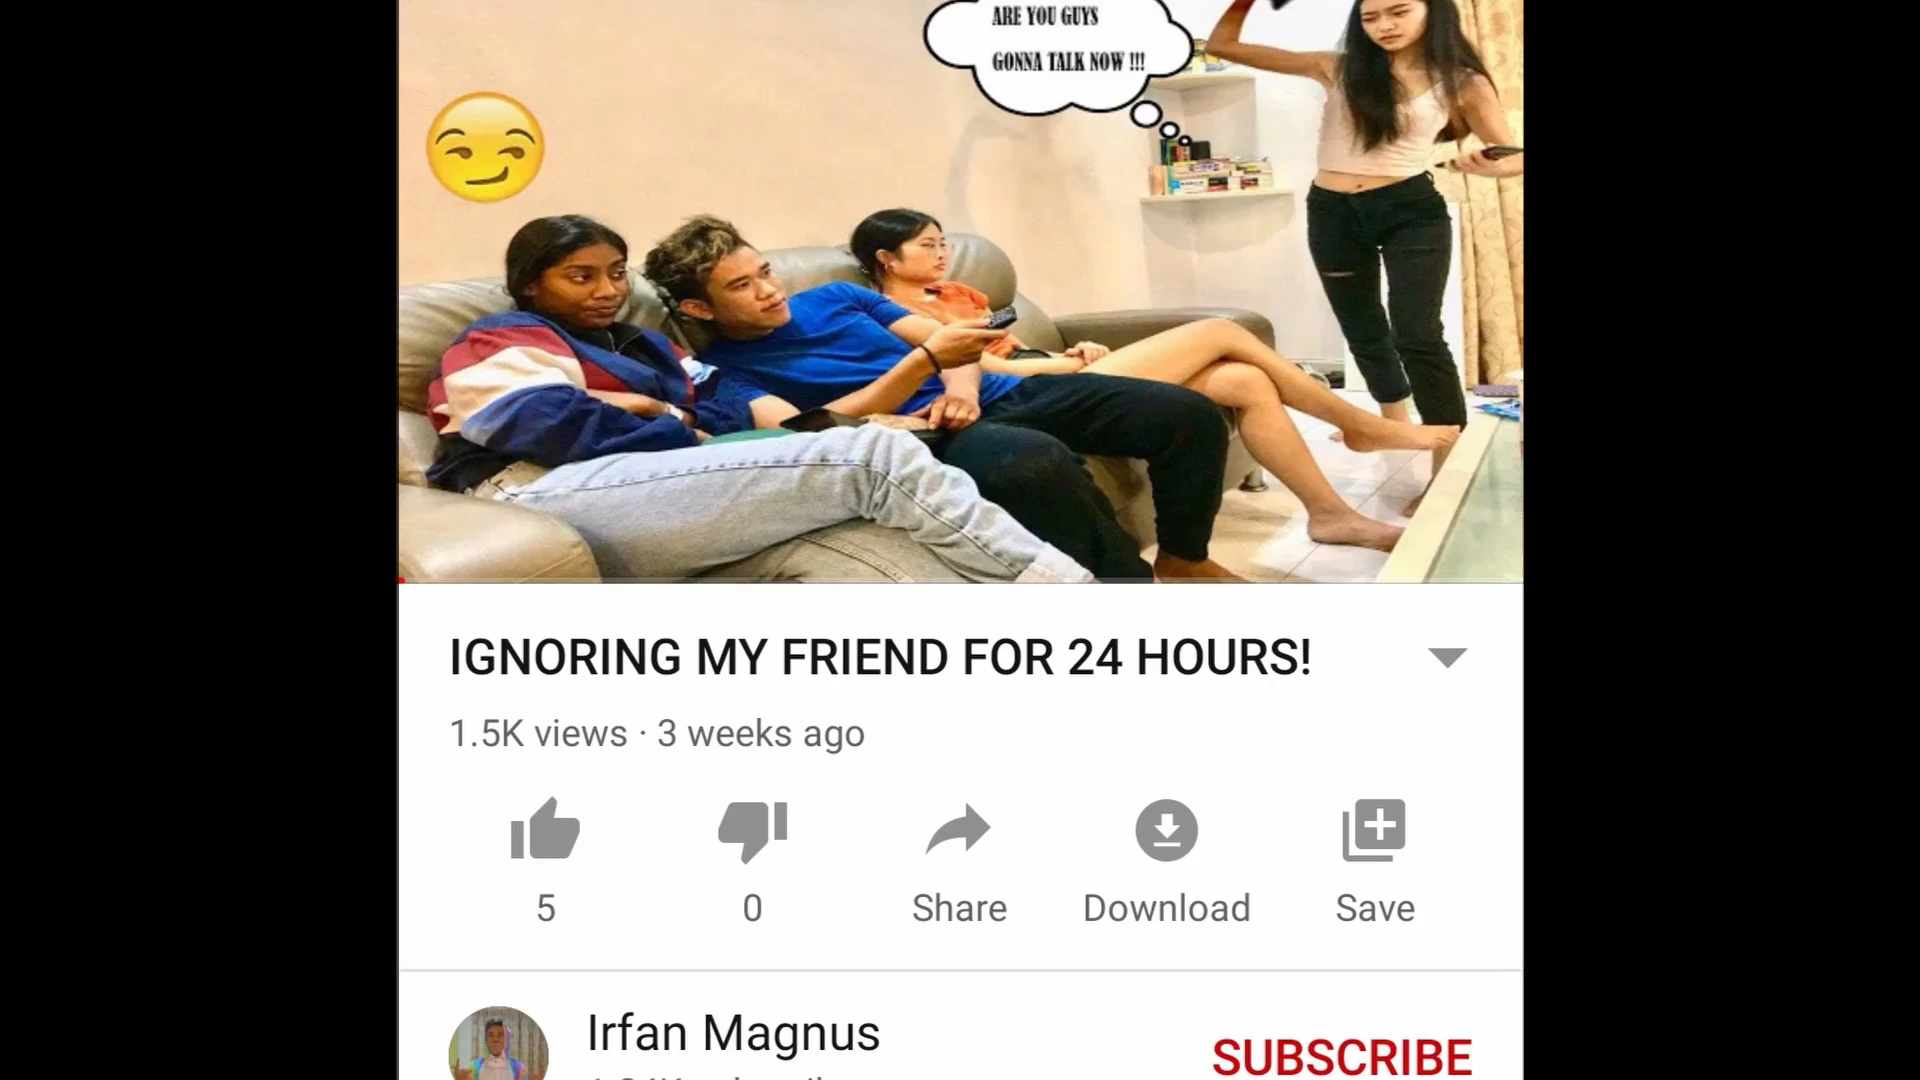 ARE YOU GUYS
GONNA TALK NOW !!!
IGNORING MY FRIEND FOR 24 HOURS!
1.5K views · 3 weeks ago
5
0
Share
Download
Save
Irfan Magnus
SUBSCRIBE